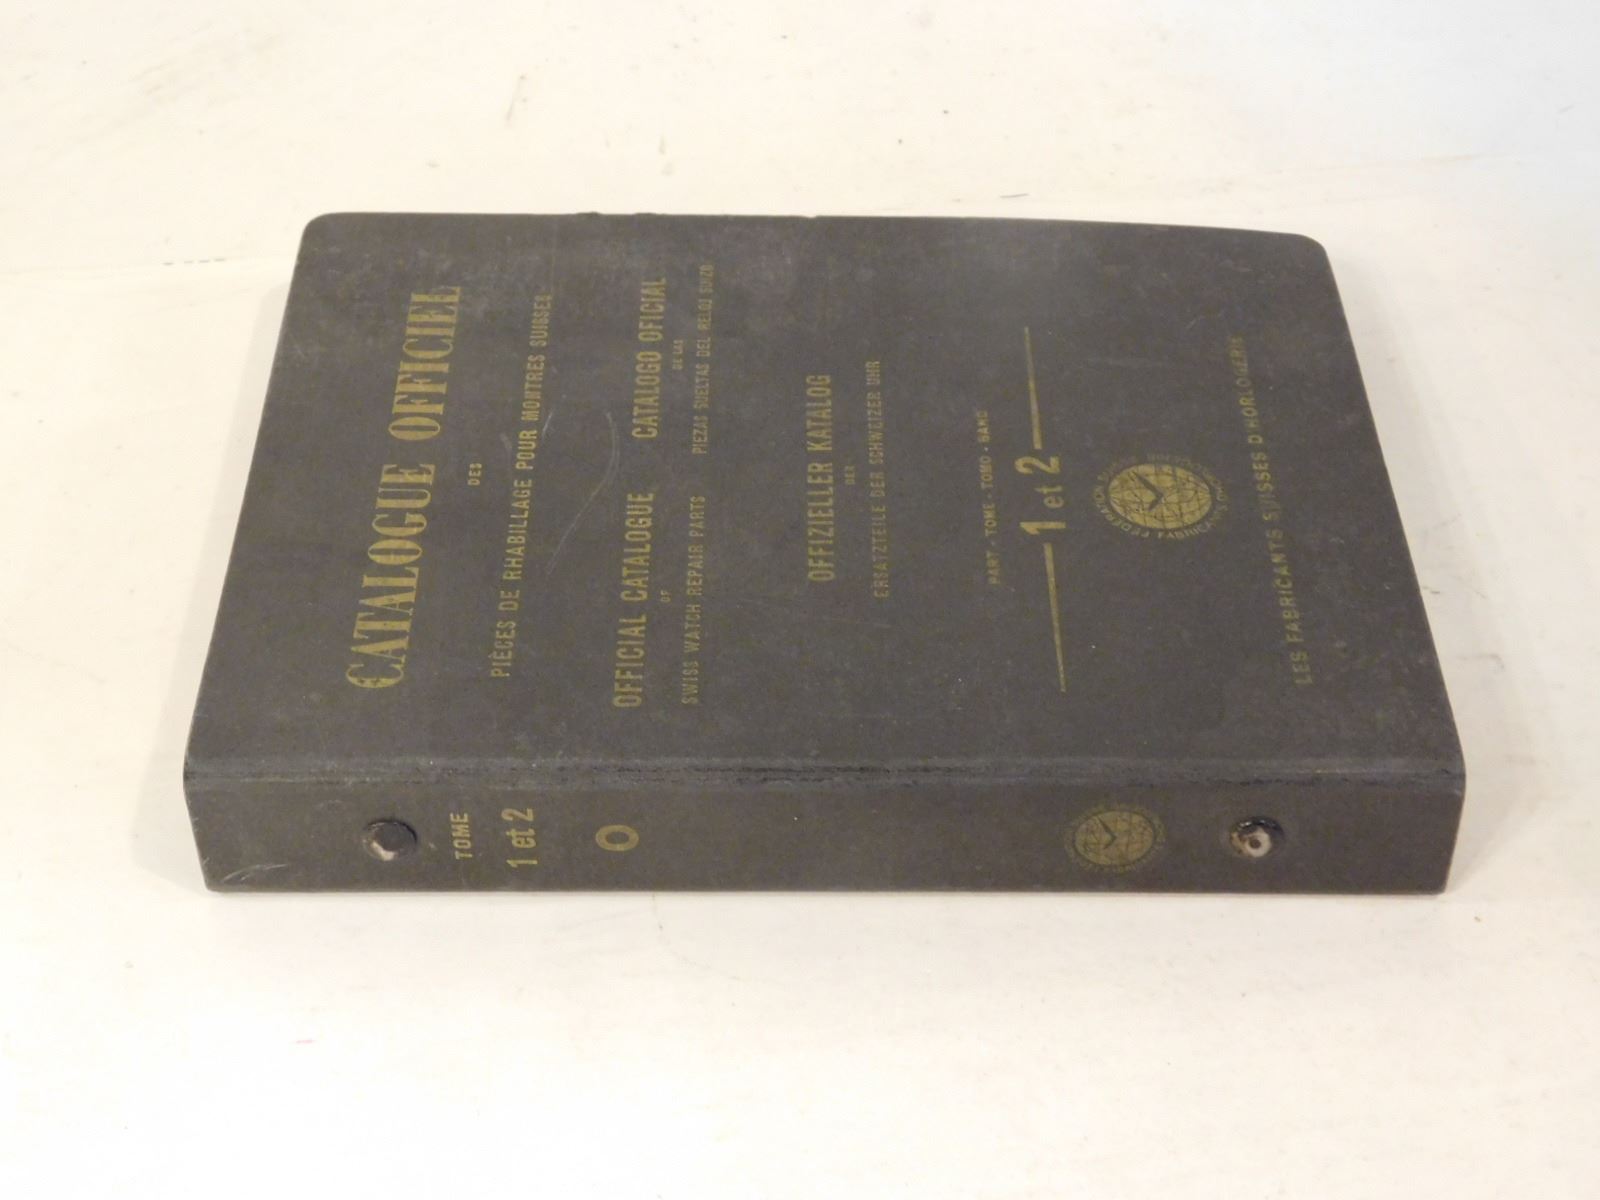 CATALOGUE OFFICIEL
DES
PIÈCES DE RHABILLAGE POUR MONTRES SUISSES
OFFICIAL CATALOGUE
OF
SWISS WATCH REPAIR PARTS
CATALOGO OFICIAL
DE LAS
PIEZAS SUELTAS DEL RELOJ SUIZO
OFFIZIELLER KATALOG
DER
ERSATZTEILE DER SCHWEIZER UHR
PART - TOME - TOMO - BAND
1 et 2
LES FABRICANTS SUISSES D'HORLOGERIE
TOME
1 et 2
O